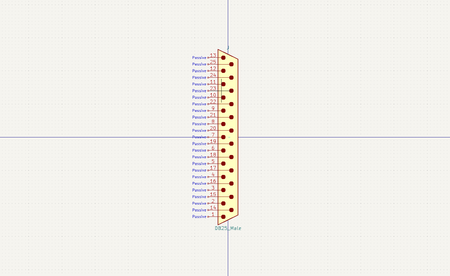 Passive 13
Passive 25
Passive 12
Passive 24
Passive 11
Passive 23
Passive 10
Passive 22
Passive 9
Passive 21
Passive 8
Passive 20
Passive 7
Passive 19
Passive 6
Passive 18
Passive 5
Passive 17
Passive 4
Passive 16
Passive 3
Passive 15
Passive 2
Passive 14
Passive 1
DB25_Male